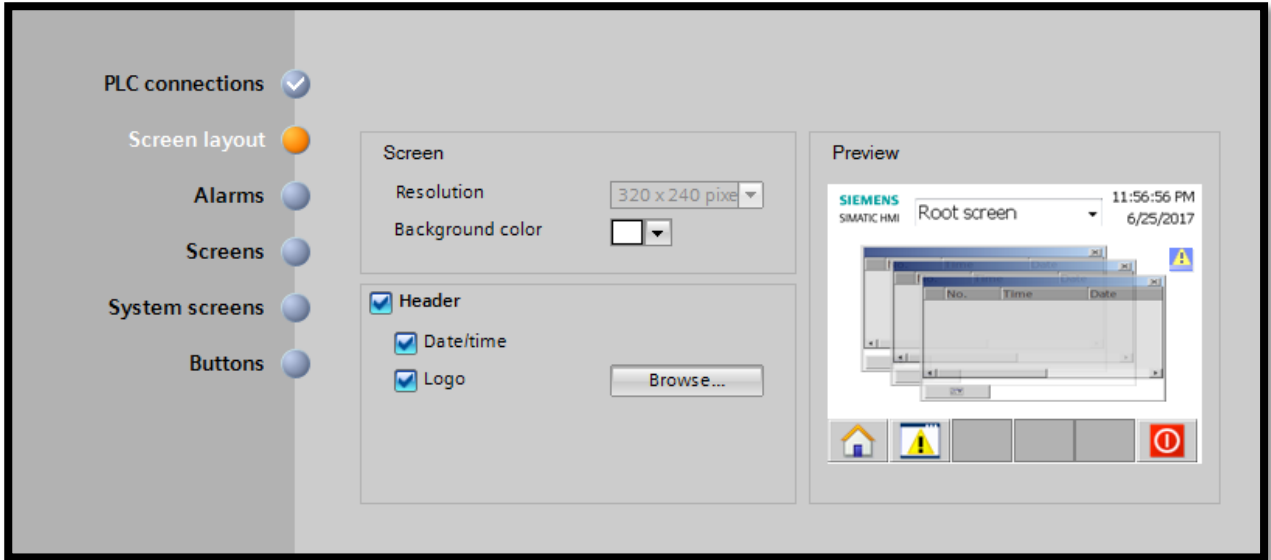 PLC connections
Screen layout
Alarms
Screens
System screens
Buttons
Screen
Resolution
320 x 240 pixe
Background color
Header
Date/time
Logo
Browse...
Preview
SIEMENS
SIMATIC HMI
Root screen
11:56:56 PM
6/25/2017
No. Time Date